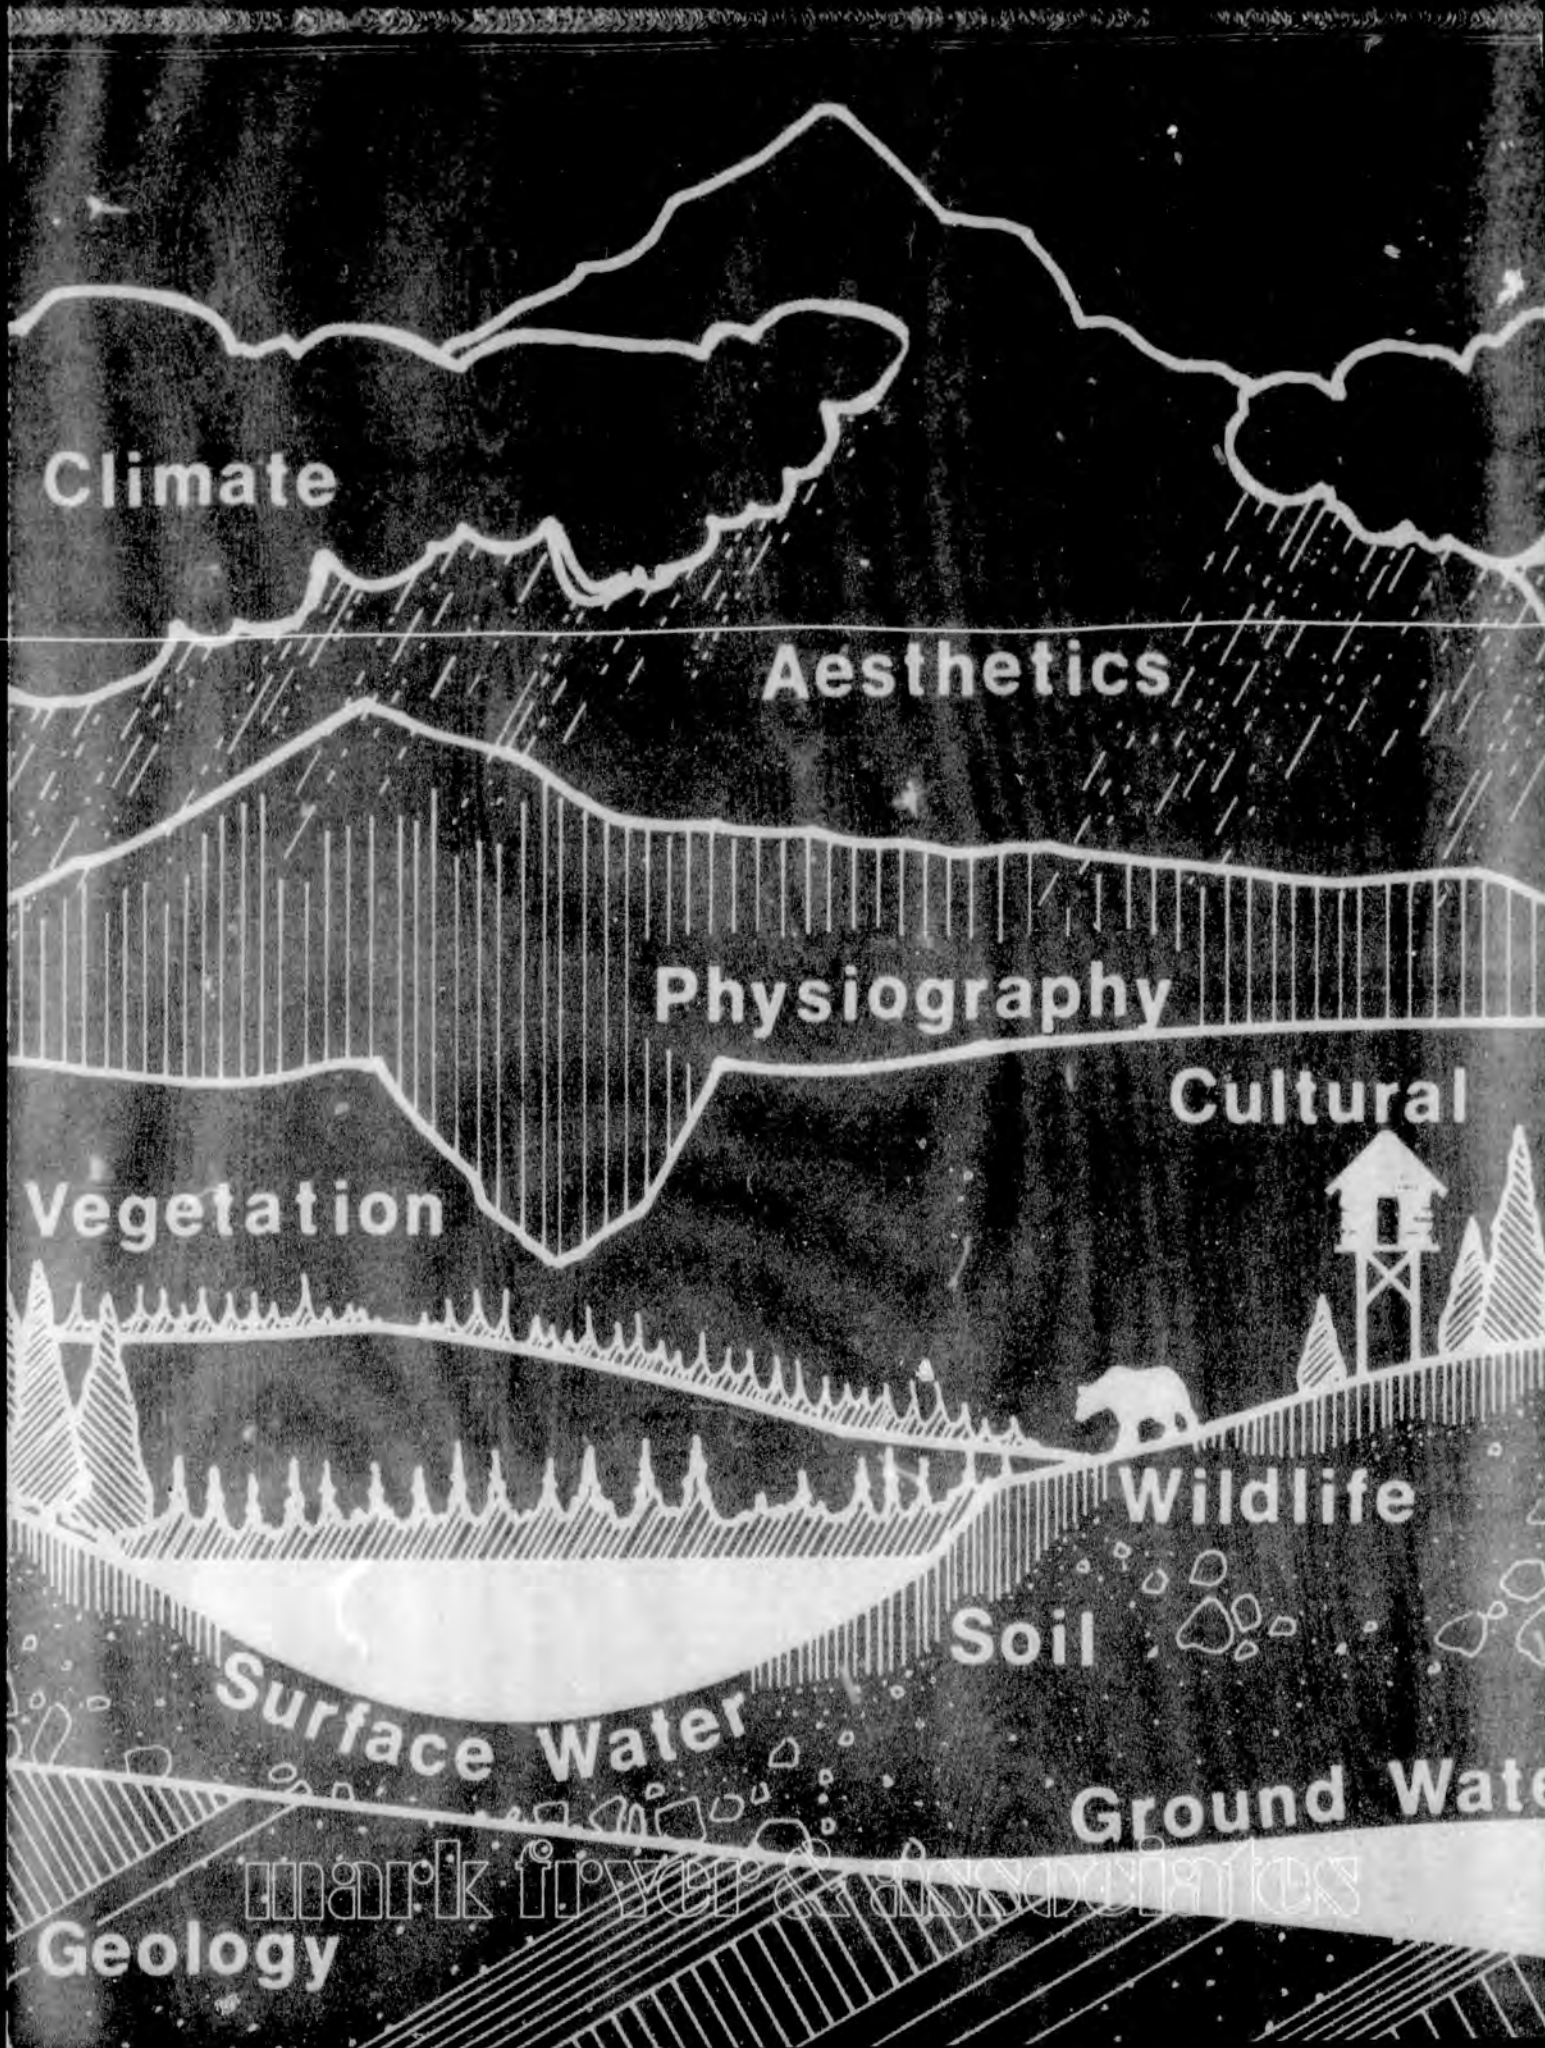 Climate
Aesthetics
Physiography
Cultural
Vegetation
Wildlife
Soil
Surface Water
Ground Wate
mark fryer & associates
Geology